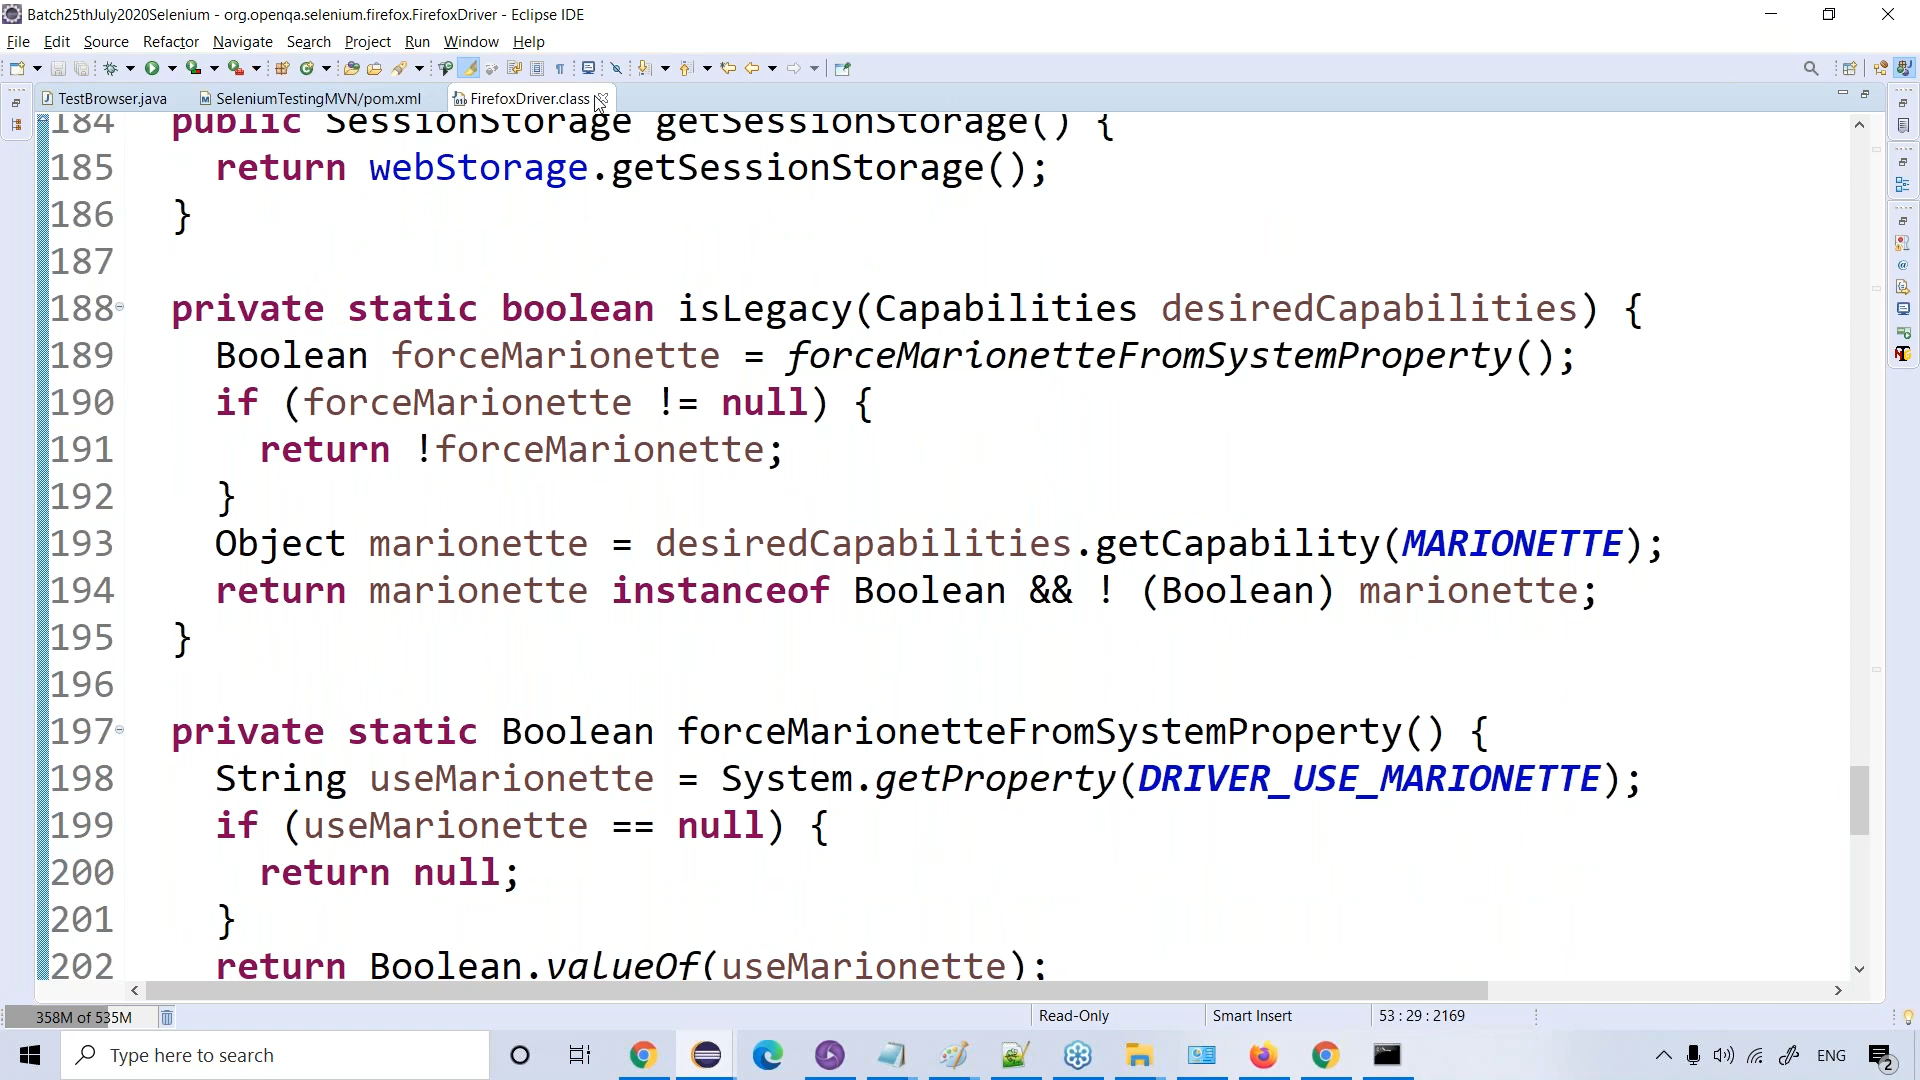 Batch25thJuly2020Selenium - org.openqa.selenium.firefox.FirefoxDriver - Eclipse IDE
File Edit Source Refactor Navigate Search Project Run Window Help
TestBrowser.java SeleniumTestingMVN/pom.xml FirefoxDriver.class
184 public SessionStorage getSessionStorage() {
185 return webStorage.getSessionStorage();
186 }
187
188 private static boolean isLegacy(Capabilities desiredCapabilities) {
189 Boolean forceMarionette = forceMarionetteFromSystemProperty();
190 if (forceMarionette != null) {
191 return !forceMarionette;
192 }
193 Object marionette = desiredCapabilities.getCapability(MARIONETTE);
194 return marionette instanceof Boolean && ! (Boolean) marionette;
195 }
196
197 private static Boolean forceMarionetteFromSystemProperty() {
198 String useMarionette = System.getProperty(DRIVER_USE_MARIONETTE);
199 if (useMarionette == null) {
200 return null;
201 }
202 return Boolean.valueOf(useMarionette);
358M of 535M Read-Only Smart Insert 53 : 29 : 2169
Type here to search ENG 2